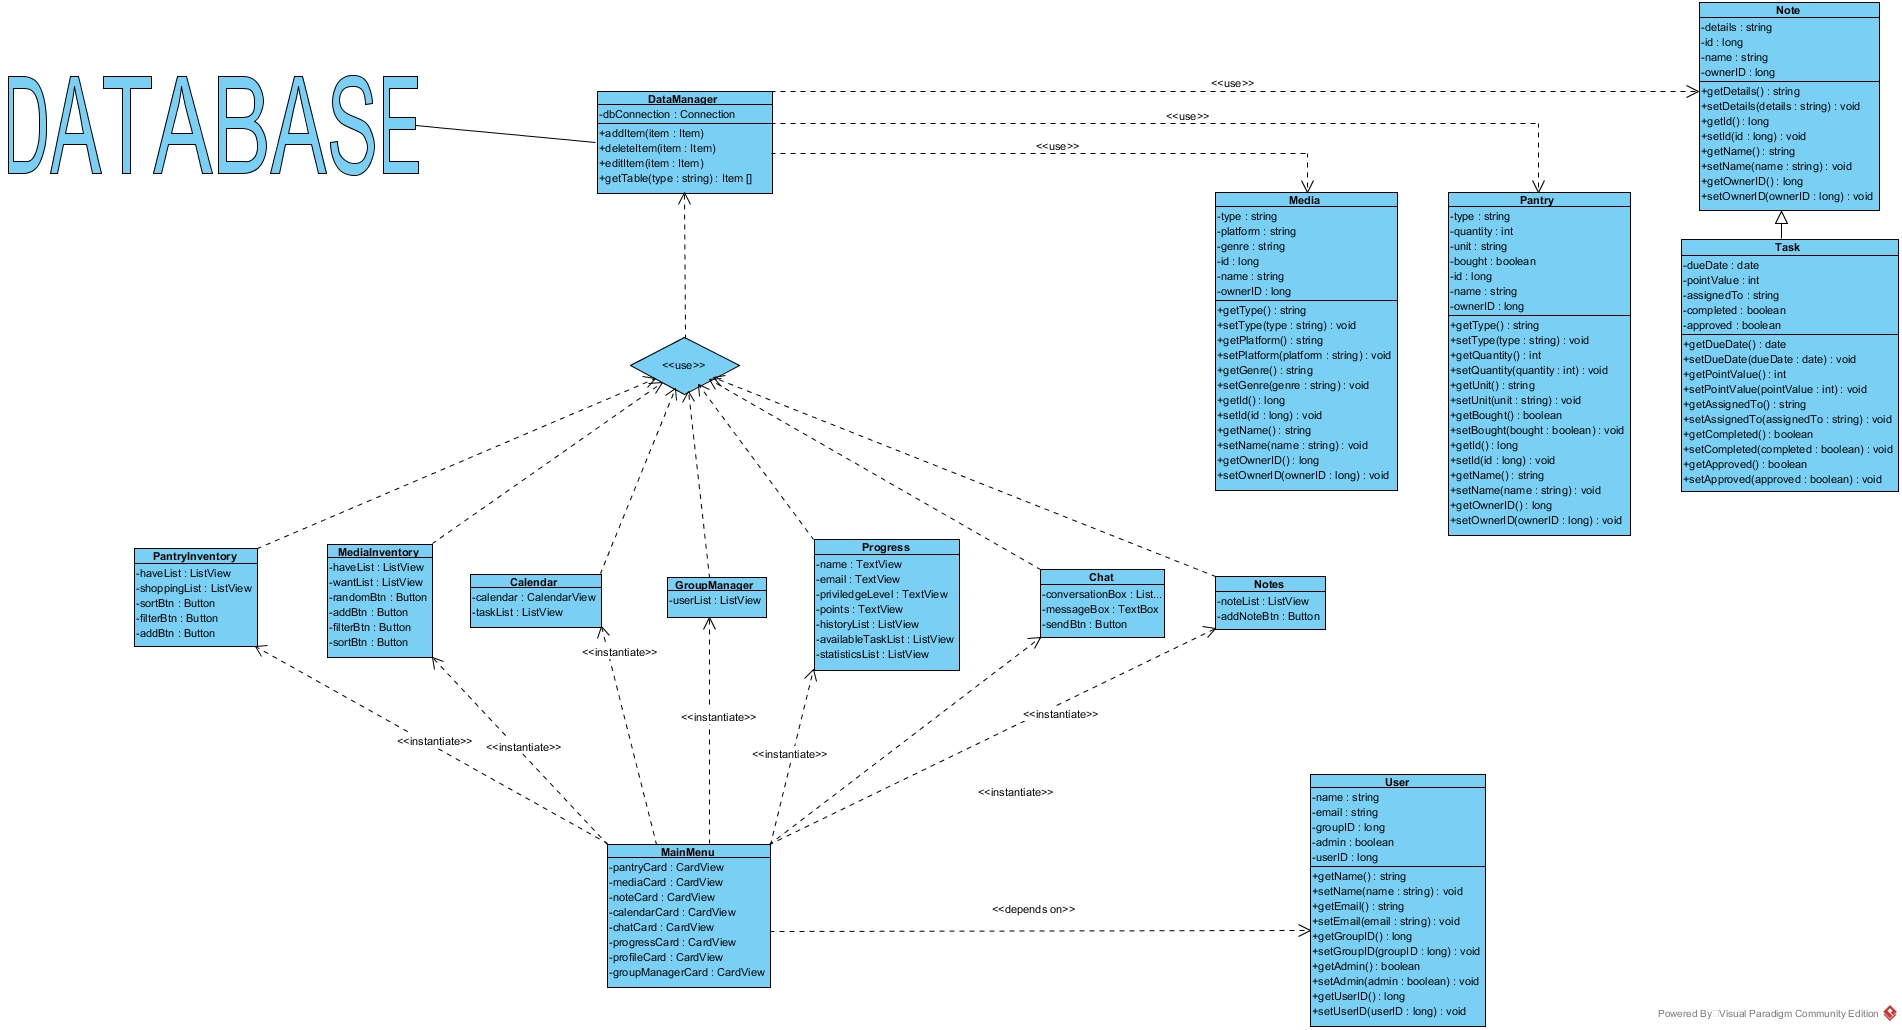 DATABASE
DataManager
-dbConnection : Connection
+addItem(item : Item)
+deleteItem(item : Item)
+editItem(item : Item)
+getTable(type : string) : Item []
<<use>>
<<use>>
<<use>>
Note
-details : string
-id : long
-name : string
-ownerID : long
+getDetails() : string
+setDetails(details : string) : void
+getId() : long
+setId(id : long) : void
+getName() : string
+setName(name : string) : void
+getOwnerID() : long
+setOwnerID(ownerID : long) : void
Media
-type : string
-platform : string
-genre : string
-id : long
-name : string
-ownerID : long
+getType() : string
+setType(type : string) : void
+getPlatform() : string
+setPlatform(platform : string) : void
+getGenre() : string
+setGenre(genre : string) : void
+getId() : long
+setId(id : long) : void
+getName() : string
+setName(name : string) : void
+getOwnerID() : long
+setOwnerID(ownerID : long) : void
Pantry
-type : string
-quantity : int
-unit : string
-bought : boolean
-id : long
-name : string
-ownerID : long
+getType() : string
+setType(type : string) : void
+getQuantity() : int
+setQuantity(quantity : int) : void
+getUnit() : string
+setUnit(unit : string) : void
+getBought() : boolean
+setBought(bought : boolean) : void
+getId() : long
+setId(id : long) : void
+getName() : string
+setName(name : string) : void
+getOwnerID() : long
+setOwnerID(ownerID : long) : void
Task
-dueDate : date
-pointValue : int
-assignedTo : string
-completed : boolean
-approved : boolean
+getDueDate() : date
+setDueDate(dueDate : date) : void
+getPointValue() : int
+setPointValue(pointValue : int) : void
+getAssignedTo() : string
+setAssignedTo(assignedTo : string) : void
+getCompleted() : boolean
+setCompleted(completed : boolean) : void
+getApproved() : boolean
+setApproved(approved : boolean) : void
<<use>>
PantryInventory
-haveList : ListView
-shoppingList : ListView
-sortBtn : Button
-filterBtn : Button
-addBtn : Button
MediaInventory
-haveList : ListView
-wantList : ListView
-randomBtn : Button
-addBtn : Button
-filterBtn : Button
-sortBtn : Button
Calendar
-calendar : CalendarView
-taskList : ListView
GroupManager
-userList : ListView
Progress
-name : TextView
-email : TextView
-priviledgeLevel : TextView
-points : TextView
-historyList : ListView
-availableTaskList : ListView
-statisticsList : ListView
Chat
-conversationBox : List...
-messageBox : TextBox
-sendBtn : Button
Notes
-noteList : ListView
-addNoteBtn : Button
<<instantiate>>
<<instantiate>>
<<instantiate>>
<<instantiate>>
<<instantiate>>
<<instantiate>>
<<instantiate>>
MainMenu
-pantryCard : CardView
-mediaCard : CardView
-noteCard : CardView
-calendarCard : CardView
-chatCard : CardView
-progressCard : CardView
-profileCard : CardView
-groupManagerCard : CardView
<<depends on>>
User
-name : string
-email : string
-groupID : long
-admin : boolean
-userID : long
+getName() : string
+setName(name : string) : void
+getEmail() : string
+setEmail(email : string) : void
+getGroupID() : long
+setGroupID(groupID : long) : void
+getAdmin() : boolean
+setAdmin(admin : boolean) : void
+getUserID() : long
+setUserID(userID : long) : void
Powered By Visual Paradigm Community Edition